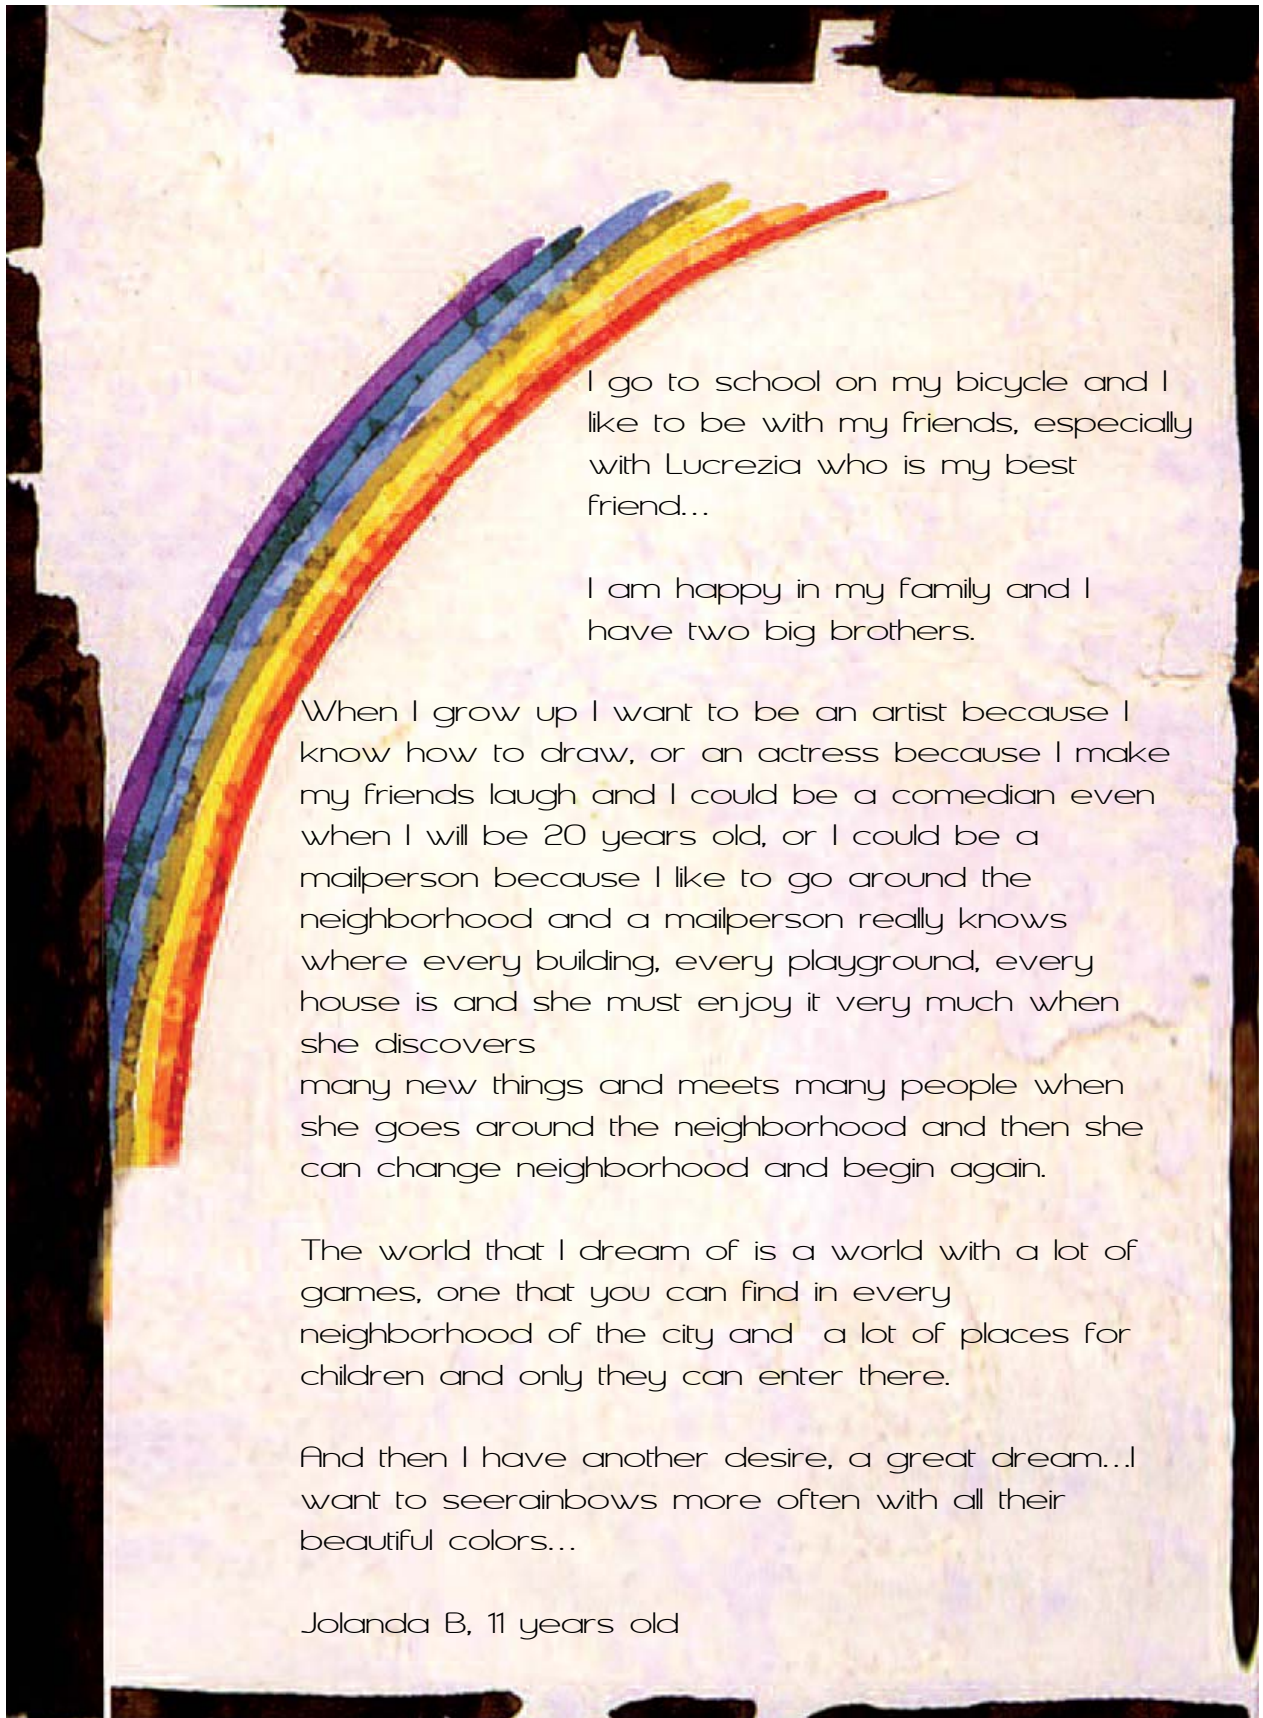 I go to school on my bicycle and I
like to be with my friends, especially
with Lucrezia who is my best
friend...
I am happy in my family and I
have two big brothers.
When I grow up I want to be an artist because I
know how to draw, or an actress because I make
my friends laugh and I could be a comedian even
when I will be 20 years old, or I could be a
mailperson because I like to go around the
neighborhood and a mailperson really knows
where every building, every playground, every
house is and she must enjoy it very much when
she discovers
many new things and meets many people when
she goes around the neighborhood and then she
can change neighborhood and begin again.
The world that I dream of is a world with a lot of
games, one that you can find in every
neighborhood of the city and  a lot of places for
children and only they can enter there.
And then I have another desire, a great dream...I
want to seerainbows more often with all their
beautiful colors...
Jolanda B, 11 years old